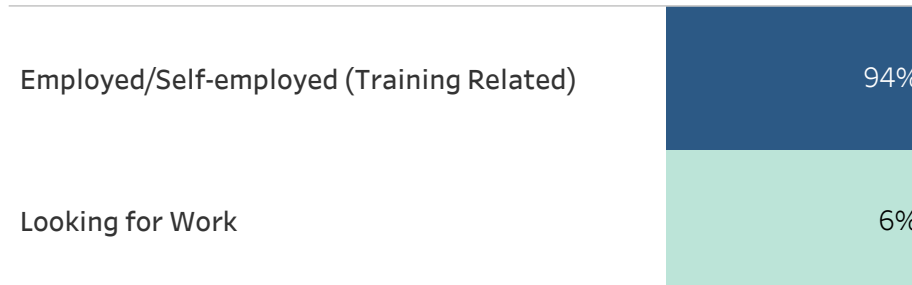 Employed/Self-employed (Training Related) 94%
Looking for Work 6%